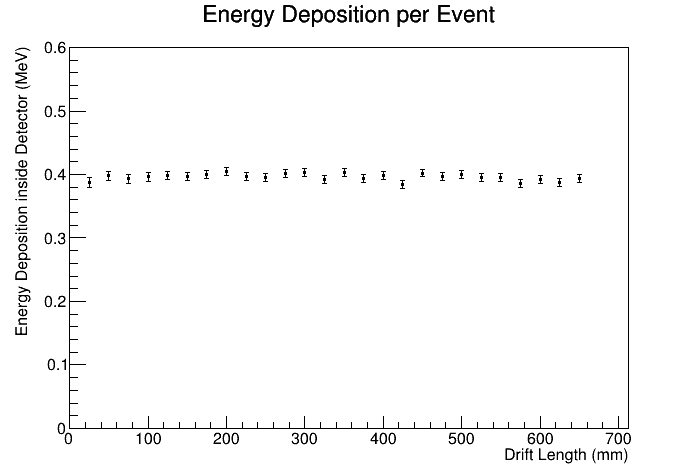 Energy Deposition per Event
Energy Deposition inside Detector (MeV)
0.6
0.5
0.4
0.3
0.2
0.1
0
0 100 200 300 400 500 600 700
Drift Length (mm)